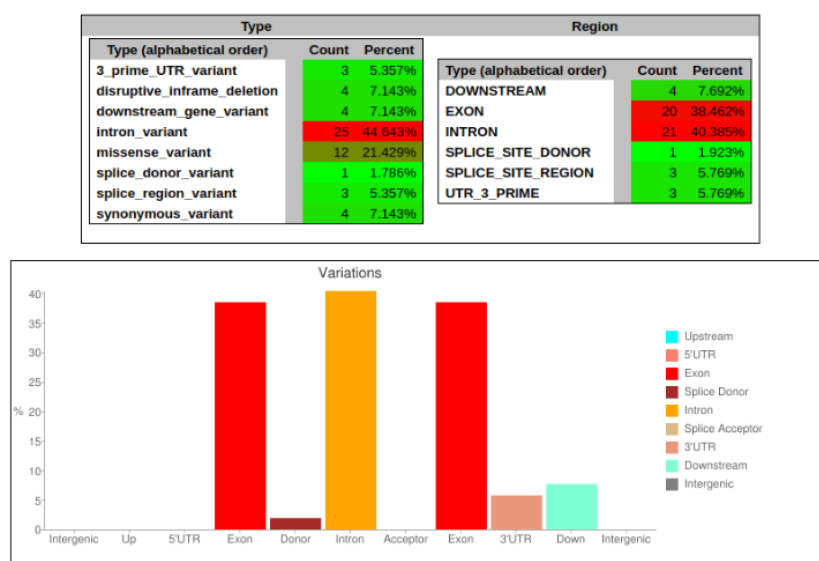 Type Region
Type (alphabetical order) Count Percent
3_prime_UTR_variant 3 5.357%
disruptive_inframe_deletion 4 7.143%
downstream_gene_variant 4 7.143%
intron_variant 25 44.643%
missense_variant 12 21.429%
splice_donor_variant 1 1.786%
splice_region_variant 3 5.357%
synonymous_variant 4 7.143%
Type (alphabetical order) Count Percent
DOWNSTREAM 4 7.692%
EXON 20 38.462%
INTRON 21 40.385%
SPLICE_SITE_DONOR 1 1.923%
SPLICE_SITE_REGION 3 5.769%
UTR_3_PRIME 3 5.769%
Variations
%
40
35
30
25
20
15
10
5
0
Intergenic Up 5'UTR Exon Donor Intron Acceptor Exon 3'UTR Down Intergenic
Upstream
5'UTR
Exon
Splice Donor
Intron
Splice Acceptor
3'UTR
Downstream
Intergenic